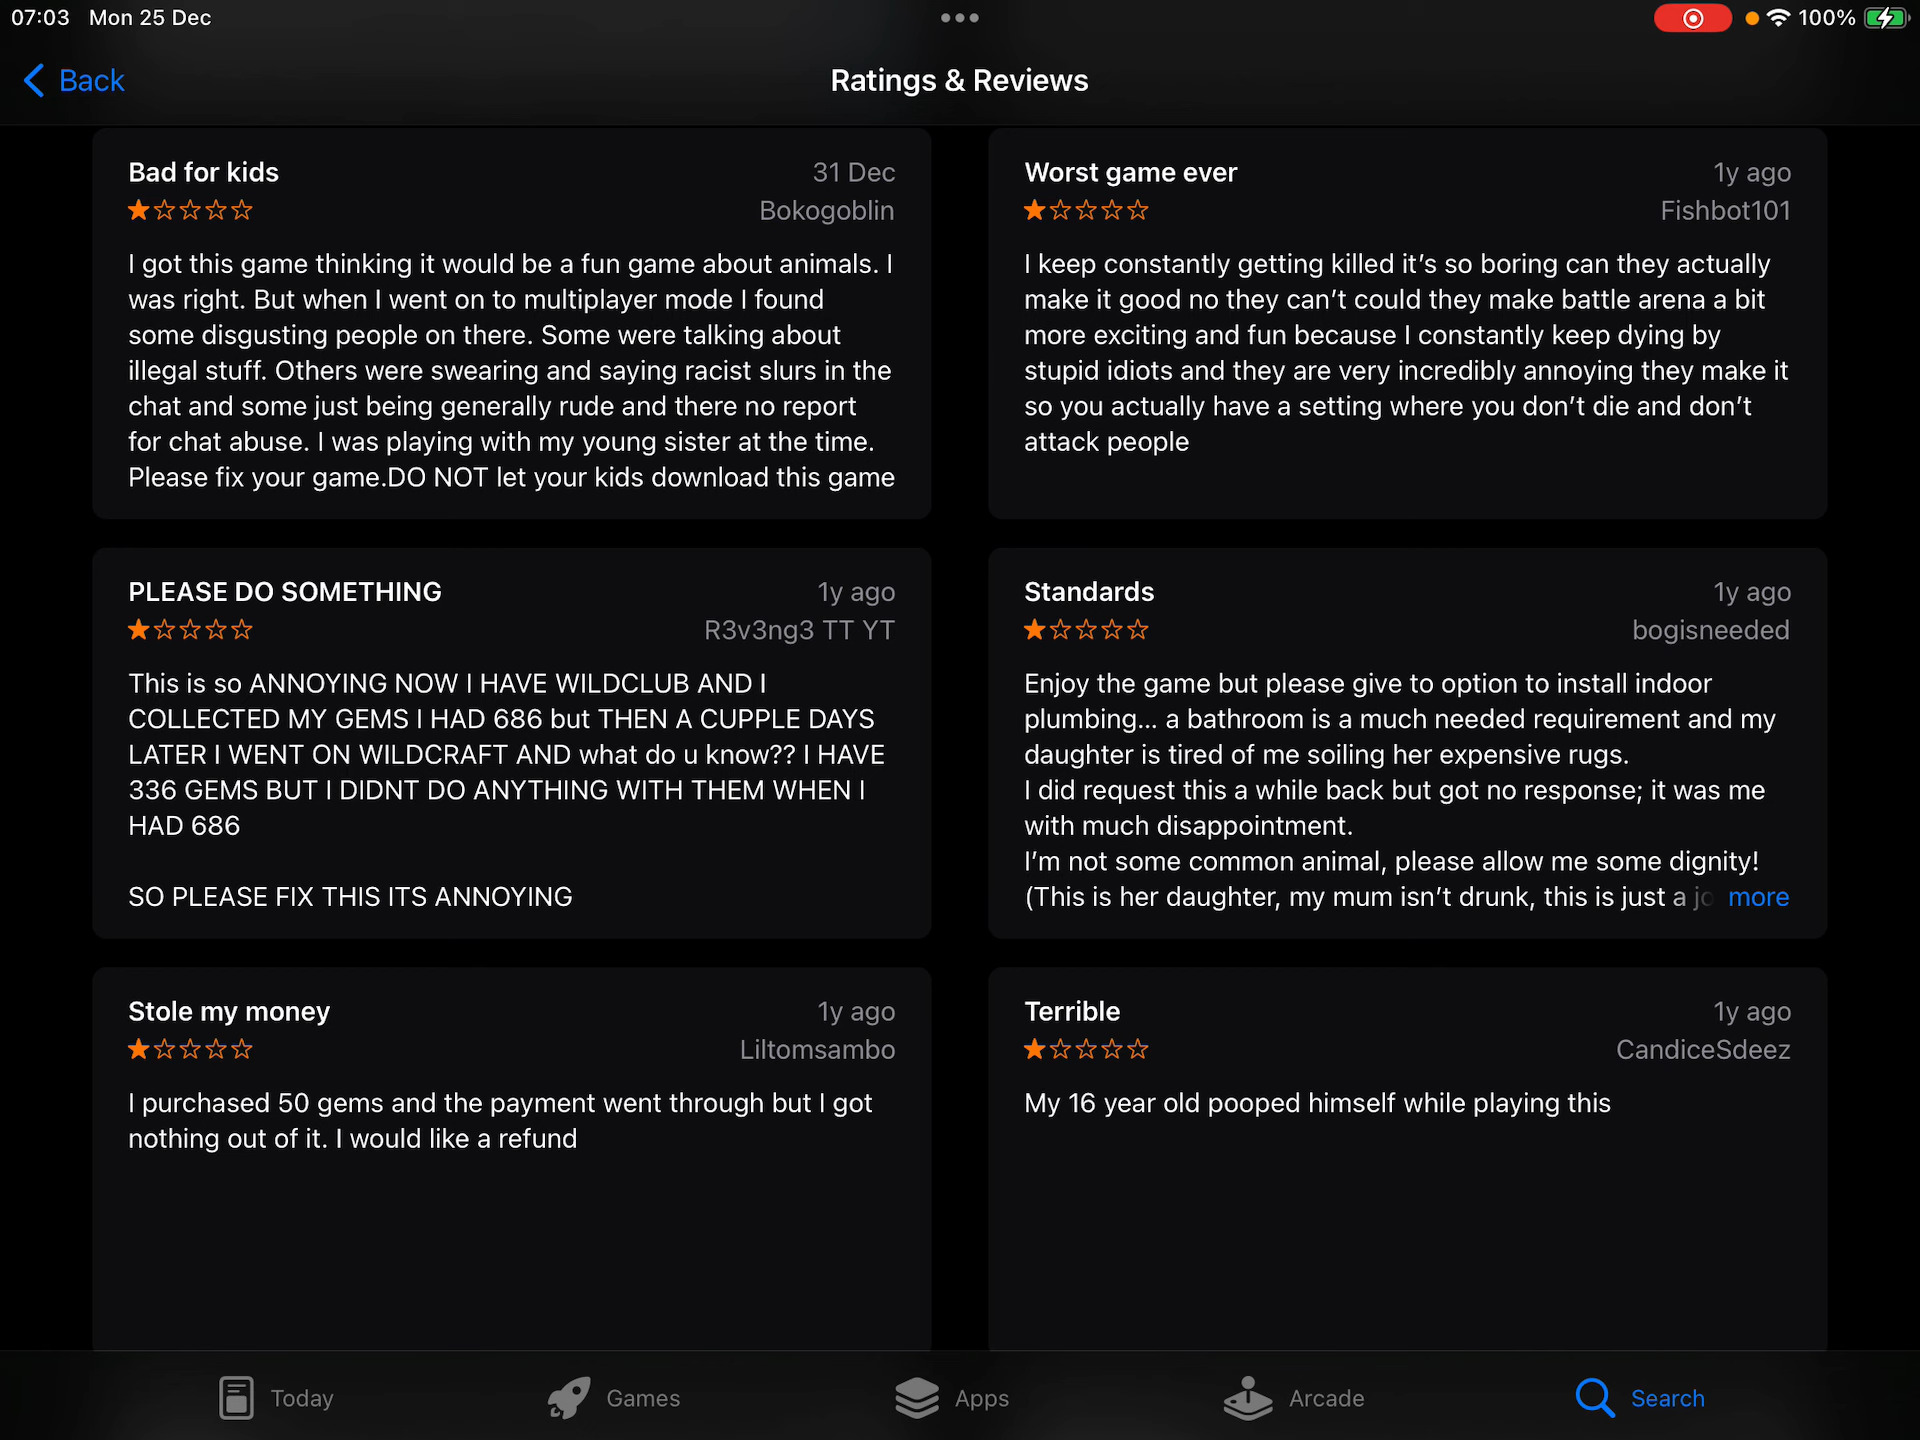 07:03 Mon 25 Dec
100%
Back
Ratings & Reviews
Bad for kids
31 Dec
Bokogoblin
I got this game thinking it would be a fun game about animals. I
was right. But when I went on to multiplayer mode I found
some disgusting people on there. Some were talking about
illegal stuff. Others were swearing and saying racist slurs in the
chat and some just being generally rude and there no report
for chat abuse. I was playing with my young sister at the time.
Please fix your game.DO NOT let your kids download this game
Worst game ever
1y ago
Fishbot101
I keep constantly getting killed it’s so boring can they actually
make it good no they can’t could they make battle arena a bit
more exciting and fun because I constantly keep dying by
stupid idiots and they are very incredibly annoying they make it
so you actually have a setting where you don’t die and don’t
attack people
PLEASE DO SOMETHING
1y ago
R3v3ng3 TT YT
This is so ANNOYING NOW I HAVE WILDCLUB AND I
COLLECTED MY GEMS I HAD 686 but THEN A CUPPLE DAYS
LATER I WENT ON WILDCRAFT AND what do u know?? I HAVE
336 GEMS BUT I DIDNT DO ANYTHING WITH THEM WHEN I
HAD 686
SO PLEASE FIX THIS ITS ANNOYING
Standards
1y ago
bogisneeded
Enjoy the game but please give to option to install indoor
plumbing... a bathroom is a much needed requirement and my
daughter is tired of me soiling her expensive rugs.
I did request this a while back but got no response; it was me
with much disappointment.
I’m not some common animal, please allow me some dignity!
(This is her daughter, my mum isn’t drunk, this is just a jo more
Stole my money
1y ago
Liltomsambo
I purchased 50 gems and the payment went through but I got
nothing out of it. I would like a refund
Terrible
1y ago
CandiceSdeez
My 16 year old pooped himself while playing this
Today
Games
Apps
Arcade
Search